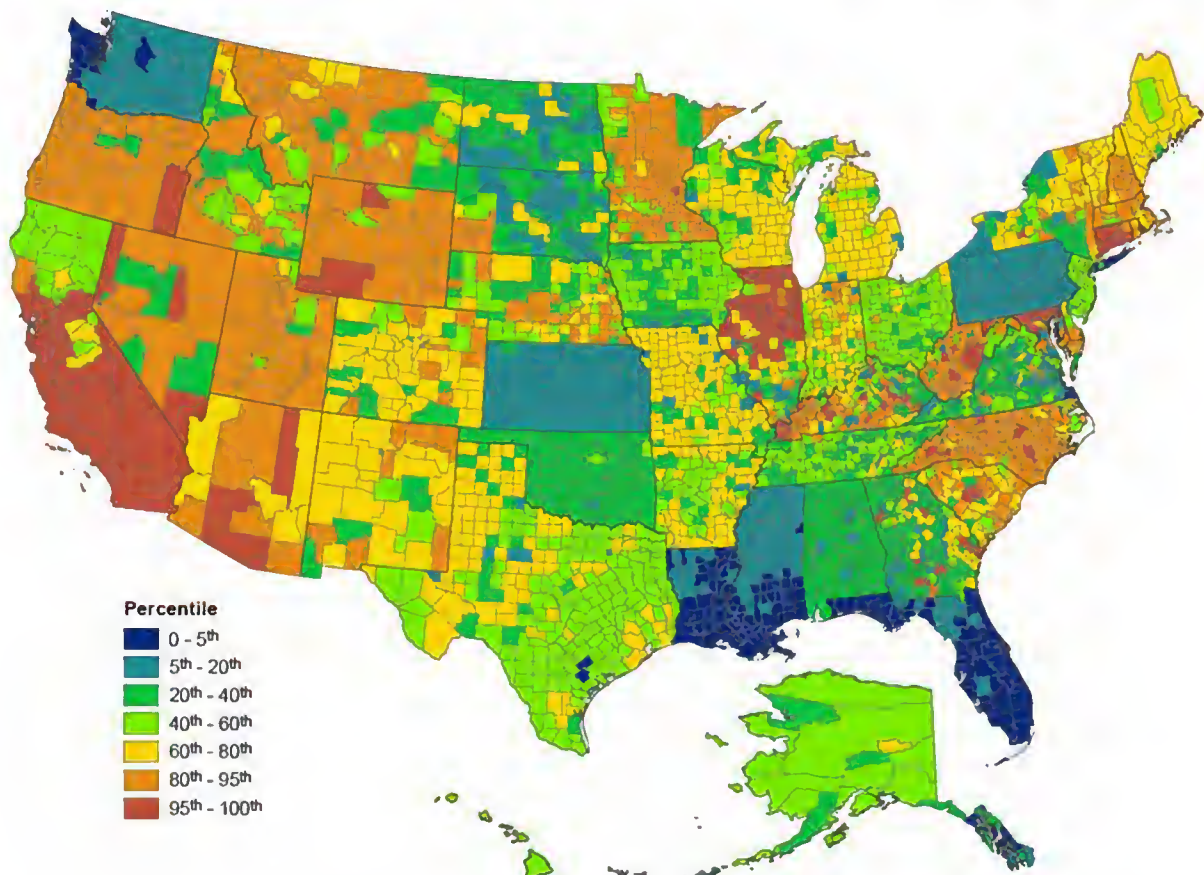 Percentile
0 - 5th
5th - 20th
20th - 40th
40th - 60th
60th - 80th
80th - 95th
95th - 100th